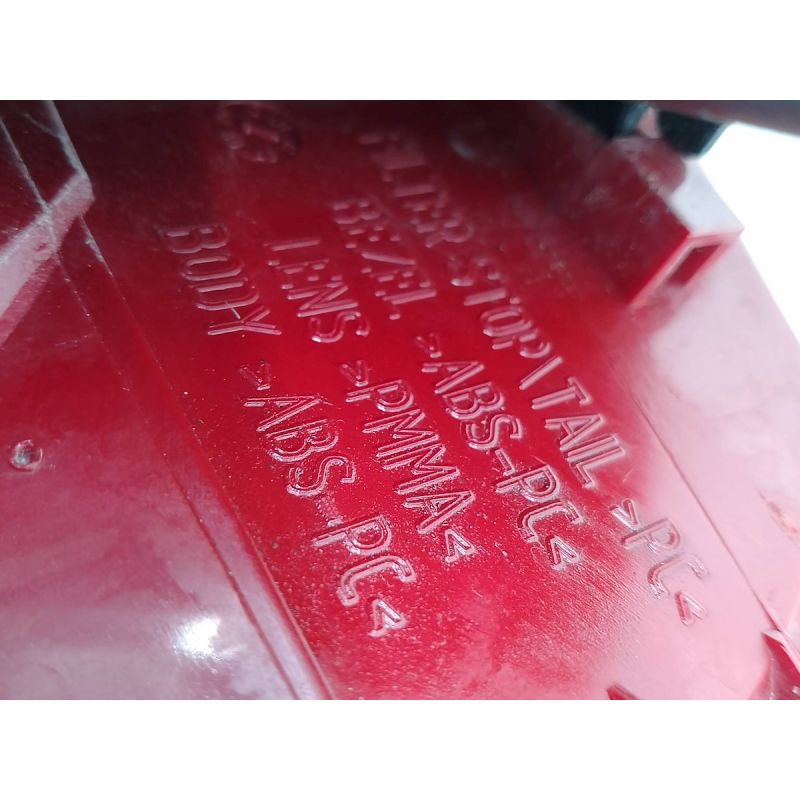 FILTER STOP\TAIL >PC<
BEZEL >ABS-PC<
LENS >PMMA<
BODY >ABS-PC<